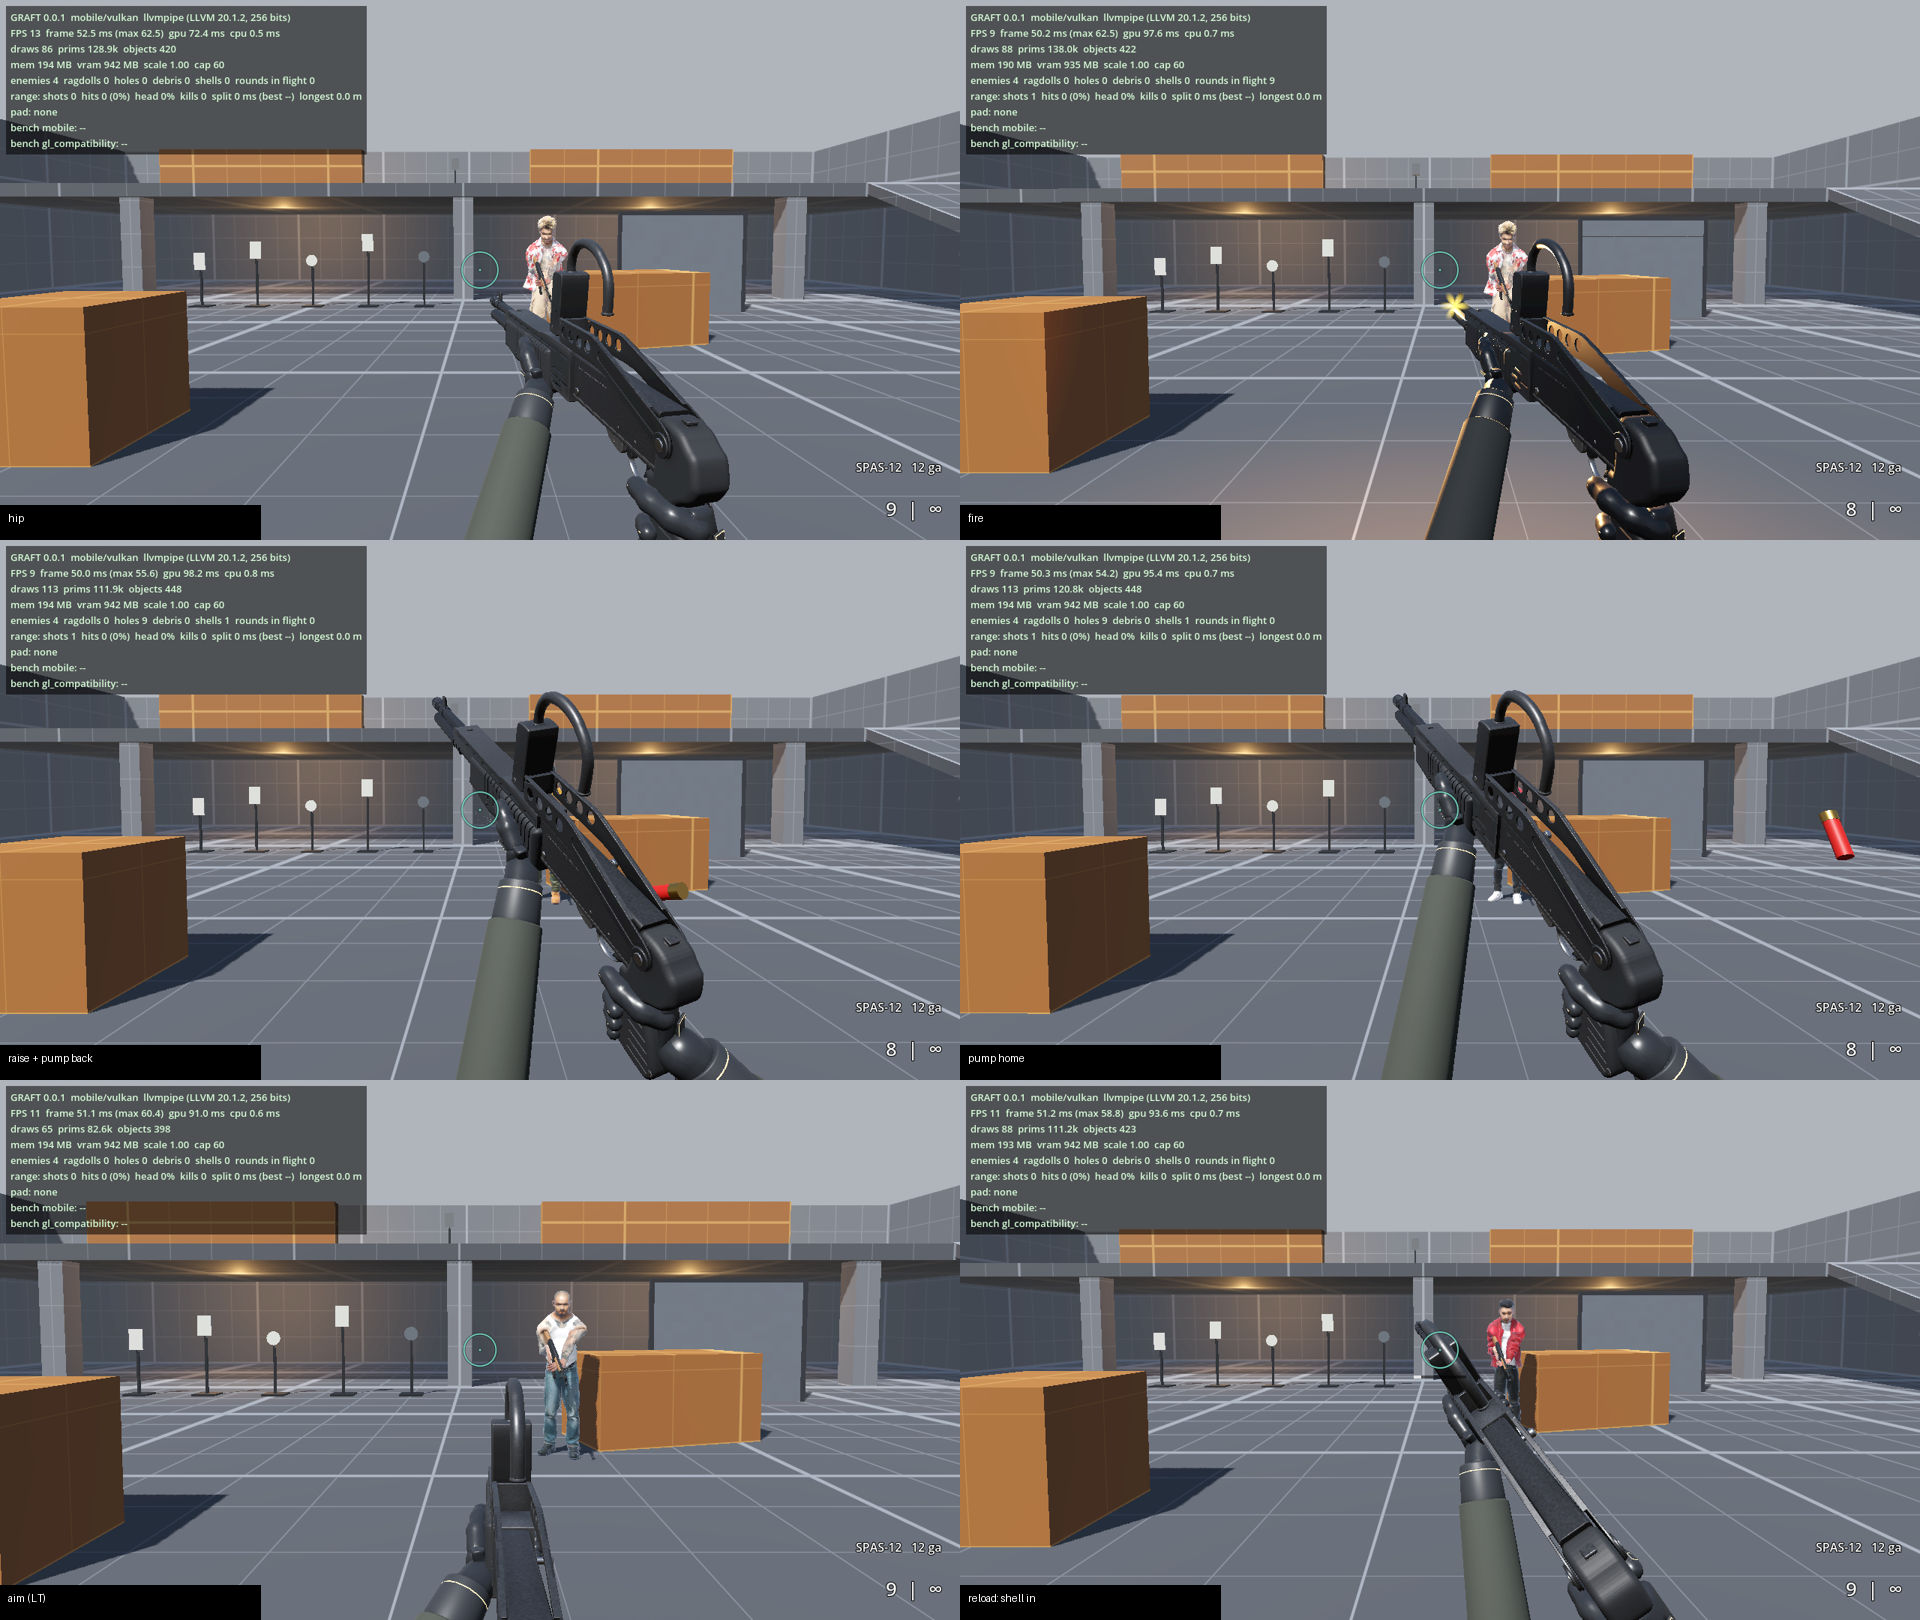 GRAFT 0.0.1 mobile/vulkan llvmpipe (LLVM 20.1.2, 256 bits)
FPS 13 frame 52.5 ms (max 62.5) gpu 72.4 ms cpu 0.5 ms
draws 86 prims 128.9k objects 420
mem 194 MB vram 942 MB scale 1.00 cap 60
enemies 4 ragdolls 0 holes 0 debris 0 shells 0 rounds in flight 0
range: shots 0 hits 0 (0%) head 0% kills 0 split 0 ms (best --) longest 0.0 m
pad: none
bench mobile: --
bench gl_compatibility: --
SPAS-12 12 ga
9 | ∞
hip
GRAFT 0.0.1 mobile/vulkan llvmpipe (LLVM 20.1.2, 256 bits)
FPS 9 frame 50.2 ms (max 62.5) gpu 97.6 ms cpu 0.7 ms
draws 88 prims 138.0k objects 422
mem 190 MB vram 935 MB scale 1.00 cap 60
enemies 4 ragdolls 0 holes 0 debris 0 shells 0 rounds in flight 9
range: shots 1 hits 0 (0%) head 0% kills 0 split 0 ms (best --) longest 0.0 m
pad: none
bench mobile: --
bench gl_compatibility: --
SPAS-12 12 ga
8 | ∞
fire
GRAFT 0.0.1 mobile/vulkan llvmpipe (LLVM 20.1.2, 256 bits)
FPS 9 frame 50.0 ms (max 55.6) gpu 98.2 ms cpu 0.8 ms
draws 113 prims 111.9k objects 448
mem 194 MB vram 942 MB scale 1.00 cap 60
enemies 4 ragdolls 0 holes 9 debris 0 shells 1 rounds in flight 0
range: shots 1 hits 0 (0%) head 0% kills 0 split 0 ms (best --) longest 0.0 m
pad: none
bench mobile: --
bench gl_compatibility: --
SPAS-12 12 ga
8 | ∞
raise + pump back
GRAFT 0.0.1 mobile/vulkan llvmpipe (LLVM 20.1.2, 256 bits)
FPS 9 frame 50.3 ms (max 54.2) gpu 95.4 ms cpu 0.7 ms
draws 113 prims 120.8k objects 448
mem 194 MB vram 942 MB scale 1.00 cap 60
enemies 4 ragdolls 0 holes 9 debris 0 shells 1 rounds in flight 0
range: shots 1 hits 0 (0%) head 0% kills 0 split 0 ms (best --) longest 0.0 m
pad: none
bench mobile: --
bench gl_compatibility: --
SPAS-12 12 ga
8 | ∞
pump home
GRAFT 0.0.1 mobile/vulkan llvmpipe (LLVM 20.1.2, 256 bits)
FPS 11 frame 51.1 ms (max 60.4) gpu 91.0 ms cpu 0.6 ms
draws 65 prims 82.6k objects 398
mem 194 MB vram 942 MB scale 1.00 cap 60
enemies 4 ragdolls 0 holes 0 debris 0 shells 0 rounds in flight 0
range: shots 0 hits 0 (0%) head 0% kills 0 split 0 ms (best --) longest 0.0 m
pad: none
bench mobile: --
bench gl_compatibility: --
SPAS-12 12 ga
9 | ∞
aim (LT)
GRAFT 0.0.1 mobile/vulkan llvmpipe (LLVM 20.1.2, 256 bits)
FPS 11 frame 51.2 ms (max 58.8) gpu 93.6 ms cpu 0.7 ms
draws 88 prims 111.2k objects 423
mem 193 MB vram 942 MB scale 1.00 cap 60
enemies 4 ragdolls 0 holes 0 debris 0 shells 0 rounds in flight 0
range: shots 0 hits 0 (0%) head 0% kills 0 split 0 ms (best --) longest 0.0 m
pad: none
bench mobile: --
bench gl_compatibility: --
SPAS-12 12 ga
9 | ∞
reload: shell in